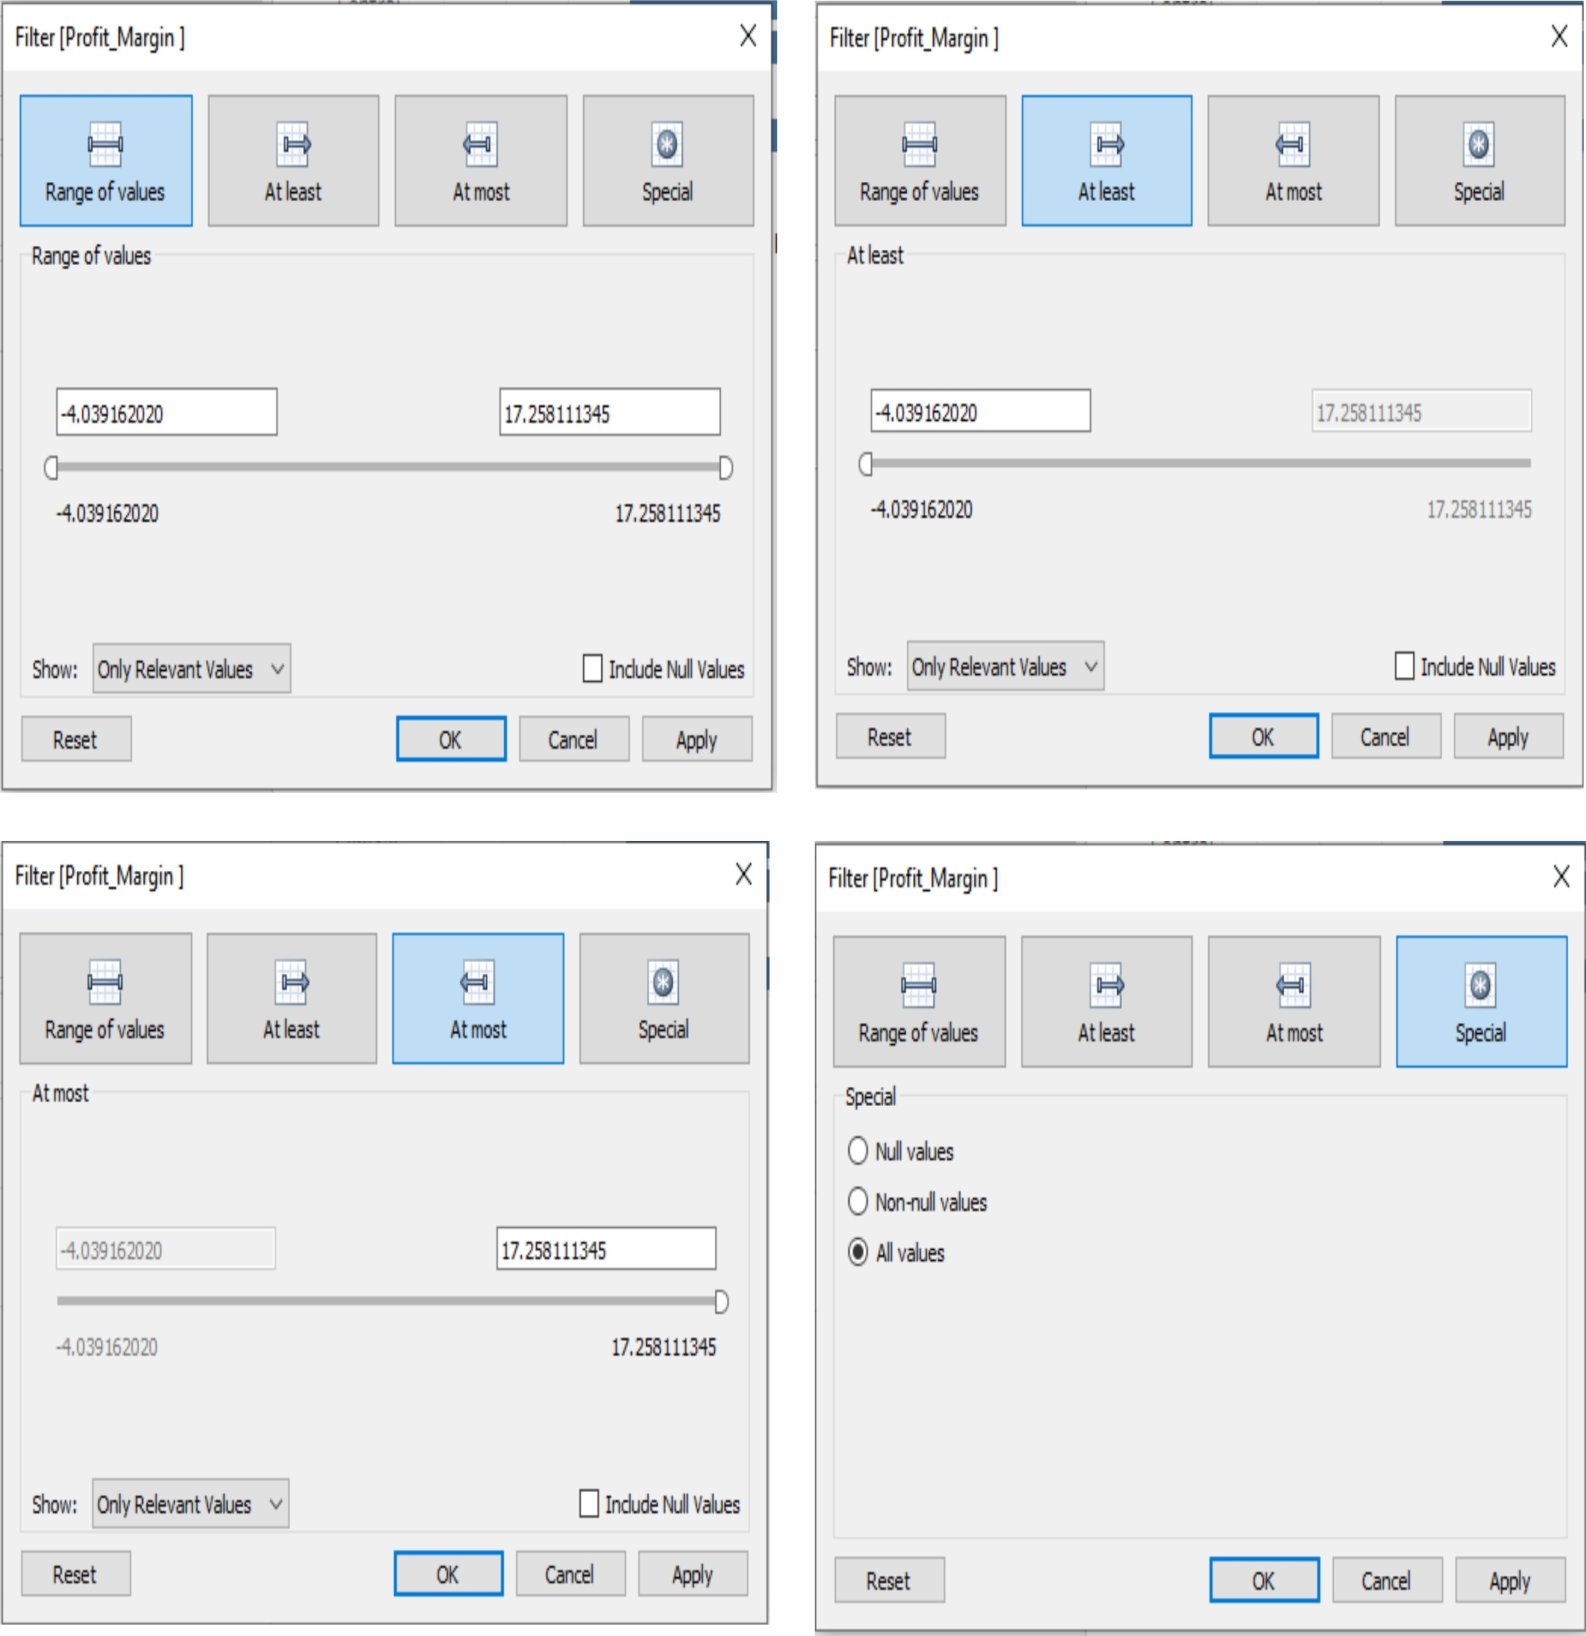 Filter [Profit_Margin ]
Range of values At least At most Special
Range of values
-4.039162020 17.258111345
-4.039162020 17.258111345
Show: Only Relevant Values Include Null Values
Reset OK Cancel Apply
Filter [Profit_Margin ]
Range of values At least At most Special
At least
-4.039162020 17.258111345
-4.039162020 17.258111345
Show: Only Relevant Values Include Null Values
Reset OK Cancel Apply
Filter [Profit_Margin ]
Range of values At least At most Special
At most
-4.039162020 17.258111345
-4.039162020 17.258111345
Show: Only Relevant Values Include Null Values
Reset OK Cancel Apply
Filter [Profit_Margin ]
Range of values At least At most Special
Special
Null values
Non-null values
All values
Reset OK Cancel Apply